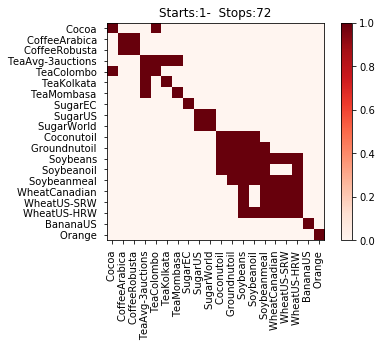 Starts:1-  Stops:72
Cocoa
CoffeeArabica
CoffeeRobusta
TeaAvg-3auctions
TeaColombo
TeaKolkata
TeaMombasa
SugarEC
SugarUS
SugarWorld
Coconutoil
Groundnutoil
Soybeans
Soybeanoil
Soybeanmeal
WheatCanadian
WheatUS-SRW
WheatUS-HRW
BananaUS
Orange
Cocoa
CoffeeArabica
CoffeeRobusta
TeaAvg-3auctions
TeaColombo
TeaKolkata
TeaMombasa
SugarEC
SugarUS
SugarWorld
Coconutoil
Groundnutoil
Soybeans
Soybeanoil
Soybeanmeal
WheatCanadian
WheatUS-SRW
WheatUS-HRW
BananaUS
Orange
1.0
0.8
0.6
0.4
0.2
0.0